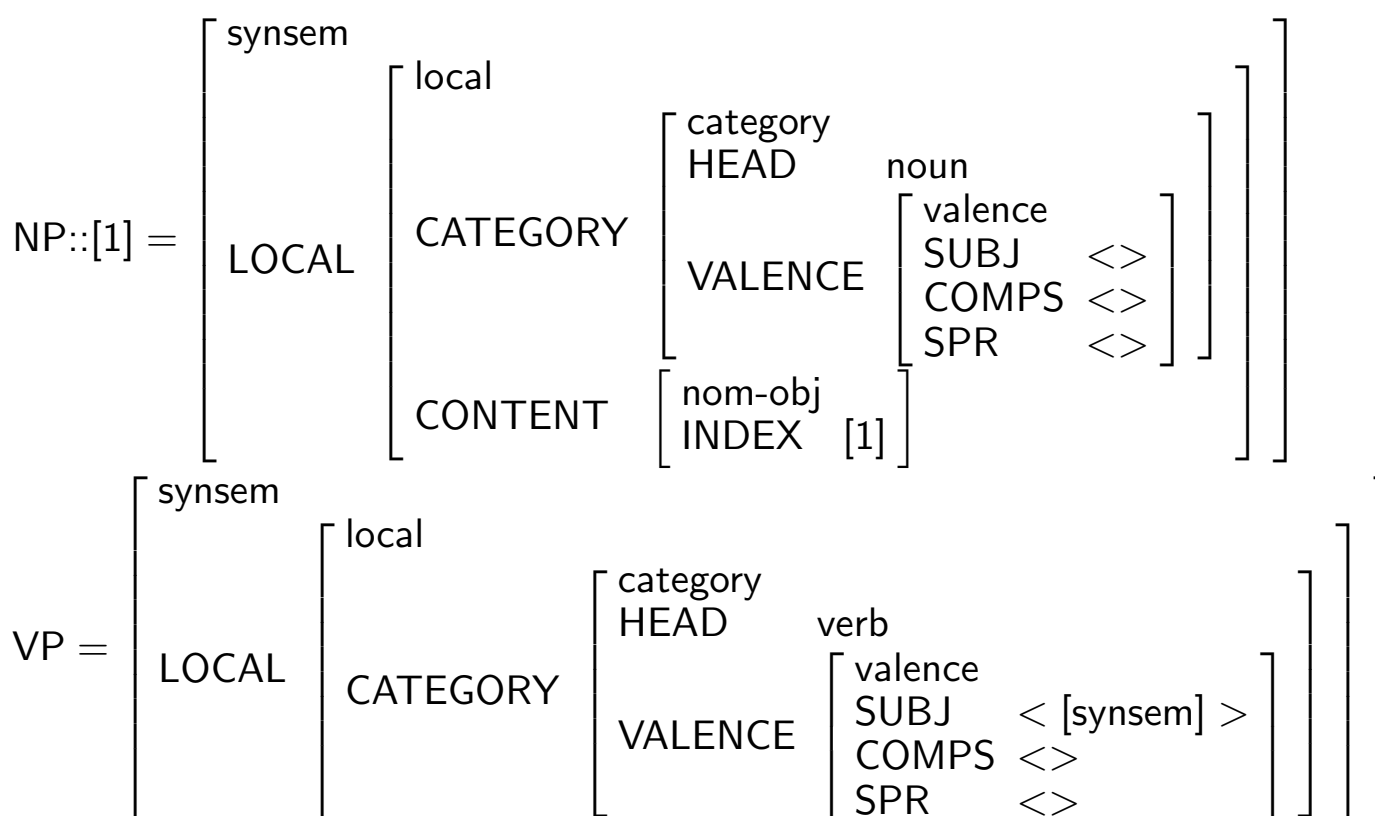 synsem
local
category
HEAD noun
valence
NP::[1] = LOCAL CATEGORY VALENCE SUBJ <>
COMPS <>
SPR <>
CONTENT nom-obj
INDEX [1]
synsem
local
category
HEAD verb
VP = LOCAL CATEGORY VALENCE valence
SUBJ < [synsem] >
COMPS <>
SPR <>